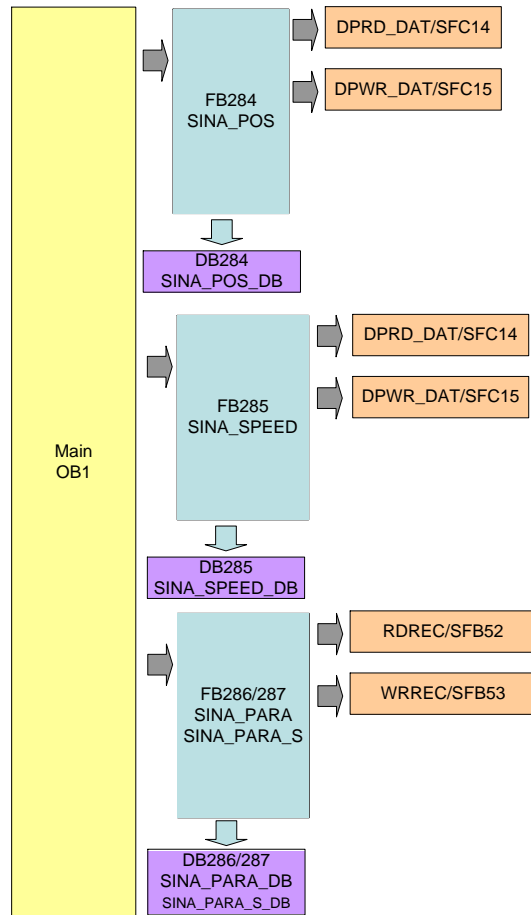 DPRD_DAT/SFC14
DPWR_DAT/SFC15
FB284
SINA_POS
DB284
SINA_POS_DB
DPRD_DAT/SFC14
DPWR_DAT/SFC15
FB285
SINA_SPEED
Main
OB1
DB285
SINA_SPEED_DB
RDREC/SFB52
WRREC/SFB53
FB286/287
SINA_PARA
SINA_PARA_S
DB286/287
SINA_PARA_DB
SINA_PARA_S_DB